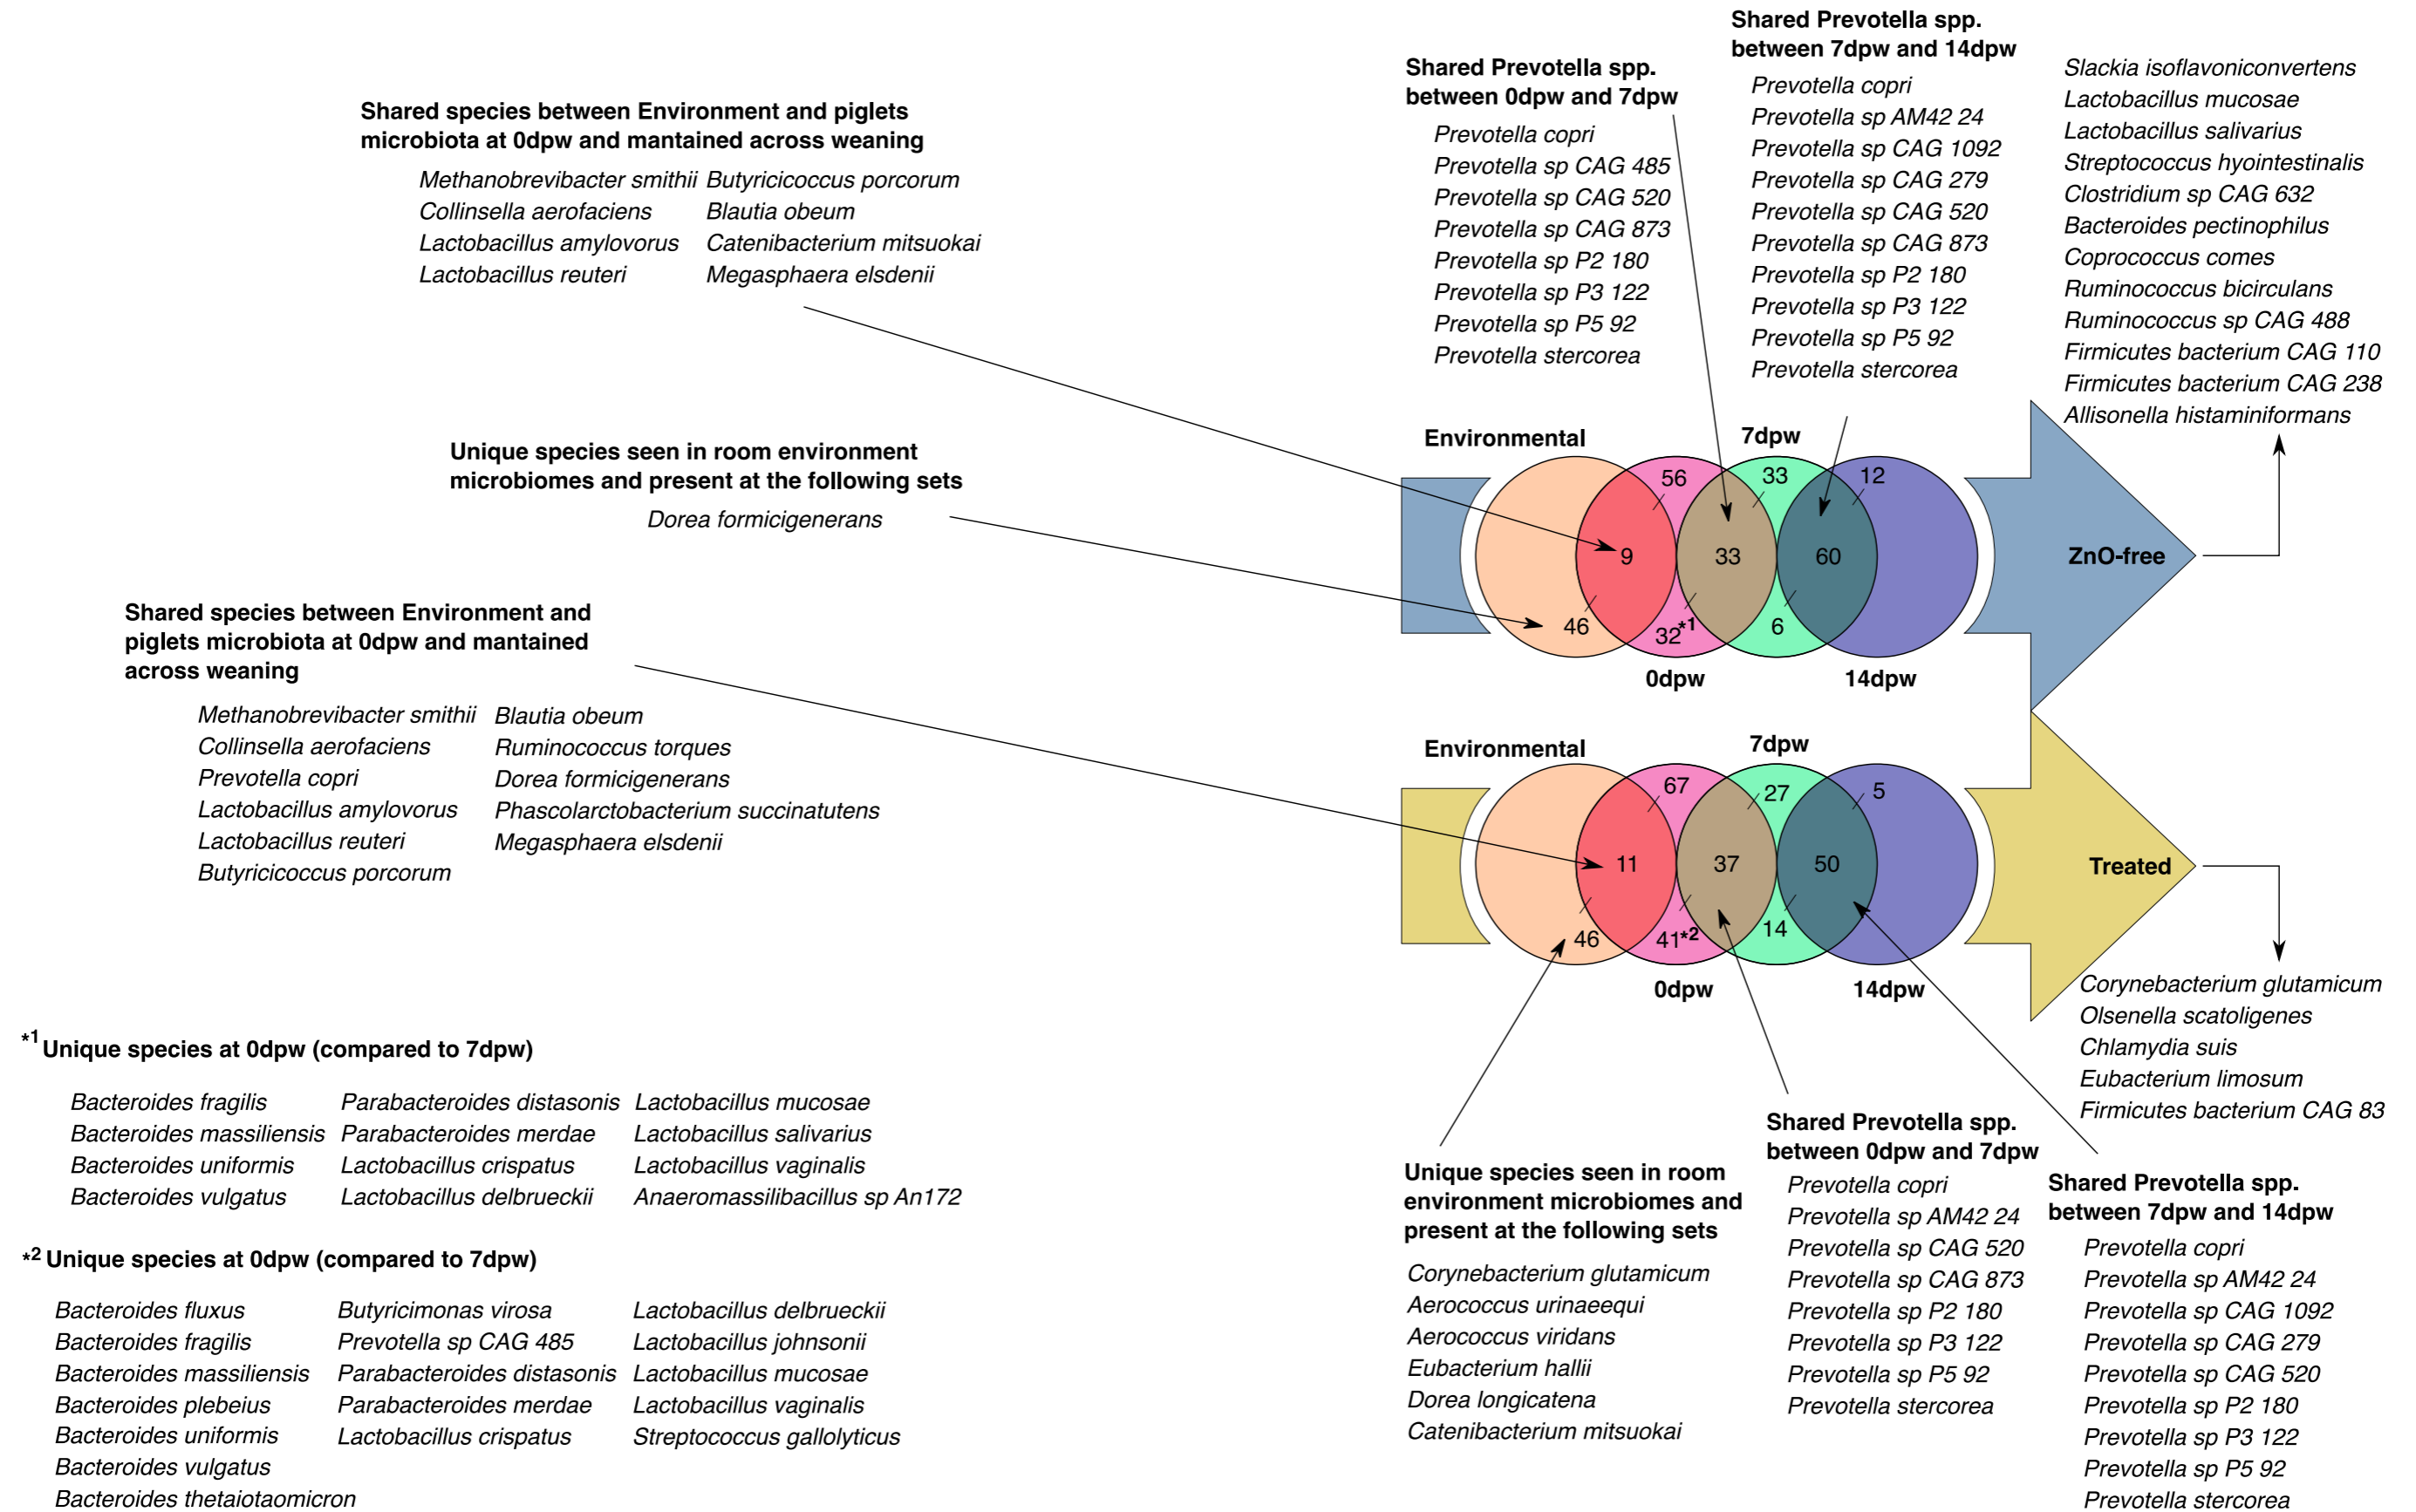 Shared species between Environment and piglets
microbiota at 0dpw and mantained across weaning
Methanobrevibacter smithii Butyricicoccus porcorum
Collinsella aerofaciens Blautia obeum
Lactobacillus amylovorus Catenibacterium mitsuokai
Lactobacillus reuteri Megasphaera elsdenii
Unique species seen in room environment
microbiomes and present at the following sets
Dorea formicigenerans
Shared species between Environment and
piglets microbiota at 0dpw and mantained
across weaning
Methanobrevibacter smithii Blautia obeum
Collinsella aerofaciens Ruminococcus torques
Prevotella copri Dorea formicigenerans
Lactobacillus amylovorus Phascolarctobacterium succinatutens
Lactobacillus reuteri Megasphaera elsdenii
Butyricicoccus porcorum
*1 Unique species at 0dpw (compared to 7dpw)
Bacteroides fragilis Parabacteroides distasonis Lactobacillus mucosae
Bacteroides massiliensis Parabacteroides merdae Lactobacillus salivarius
Bacteroides uniformis Lactobacillus crispatus Lactobacillus vaginalis
Bacteroides vulgatus Lactobacillus delbrueckii Anaeromassilibacillus sp An172
*2 Unique species at 0dpw (compared to 7dpw)
Bacteroides fluxus Butyricimonas virosa Lactobacillus delbrueckii
Bacteroides fragilis Prevotella sp CAG 485 Lactobacillus johnsonii
Bacteroides massiliensis Parabacteroides distasonis Lactobacillus mucosae
Bacteroides plebeius Parabacteroides merdae Lactobacillus vaginalis
Bacteroides uniformis Lactobacillus crispatus Streptococcus gallolyticus
Bacteroides vulgatus
Bacteroides thetaiotaomicron
Shared Prevotella spp.
between 0dpw and 7dpw
Prevotella copri
Prevotella sp CAG 485
Prevotella sp CAG 520
Prevotella sp CAG 873
Prevotella sp P2 180
Prevotella sp P3 122
Prevotella sp P5 92
Prevotella stercorea
Shared Prevotella spp.
between 7dpw and 14dpw
Prevotella copri
Prevotella sp AM42 24
Prevotella sp CAG 1092
Prevotella sp CAG 279
Prevotella sp CAG 520
Prevotella sp CAG 873
Prevotella sp P2 180
Prevotella sp P3 122
Prevotella sp P5 92
Prevotella stercorea
Slackia isoflavoniconvertens
Lactobacillus mucosae
Lactobacillus salivarius
Streptococcus hyointestinalis
Clostridium sp CAG 632
Bacteroides pectinophilus
Coprococcus comes
Ruminococcus bicirculans
Ruminococcus sp CAG 488
Firmicutes bacterium CAG 110
Firmicutes bacterium CAG 238
Allisonella histaminiformans
Environmental 7dpw
56 33 12
9 33 60 ZnO-free
46 32*1 6
0dpw 14dpw
Environmental 7dpw
67 27 5
11 37 50 Treated
46 41*2 14
0dpw 14dpw
Corynebacterium glutamicum
Olsenella scatoligenes
Chlamydia suis
Eubacterium limosum
Firmicutes bacterium CAG 83
Unique species seen in room
environment microbiomes and
present at the following sets
Corynebacterium glutamicum
Aerococcus urinaeequi
Aerococcus viridans
Eubacterium hallii
Dorea longicatena
Catenibacterium mitsuokai
Shared Prevotella spp.
between 0dpw and 7dpw
Prevotella copri
Prevotella sp AM42 24
Prevotella sp CAG 520
Prevotella sp CAG 873
Prevotella sp P2 180
Prevotella sp P3 122
Prevotella sp P5 92
Prevotella stercorea
Shared Prevotella spp.
between 7dpw and 14dpw
Prevotella copri
Prevotella sp AM42 24
Prevotella sp CAG 1092
Prevotella sp CAG 279
Prevotella sp CAG 520
Prevotella sp P2 180
Prevotella sp P3 122
Prevotella sp P5 92
Prevotella stercorea